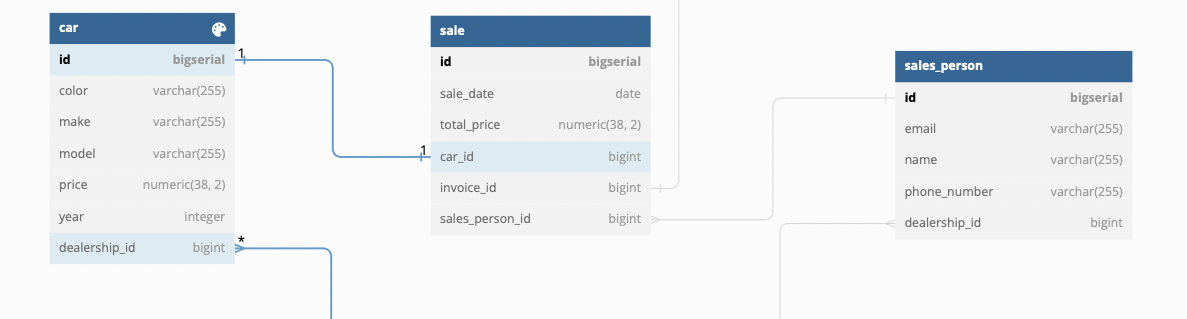 car
id bigserial
color varchar(255)
make varchar(255)
model varchar(255)
price numeric(38, 2)
year integer
dealership_id bigint
1
*
1
sale
id bigserial
sale_date date
total_price numeric(38, 2)
car_id bigint
invoice_id bigint
sales_person_id bigint
sales_person
id bigserial
email varchar(255)
name varchar(255)
phone_number varchar(255)
dealership_id bigint